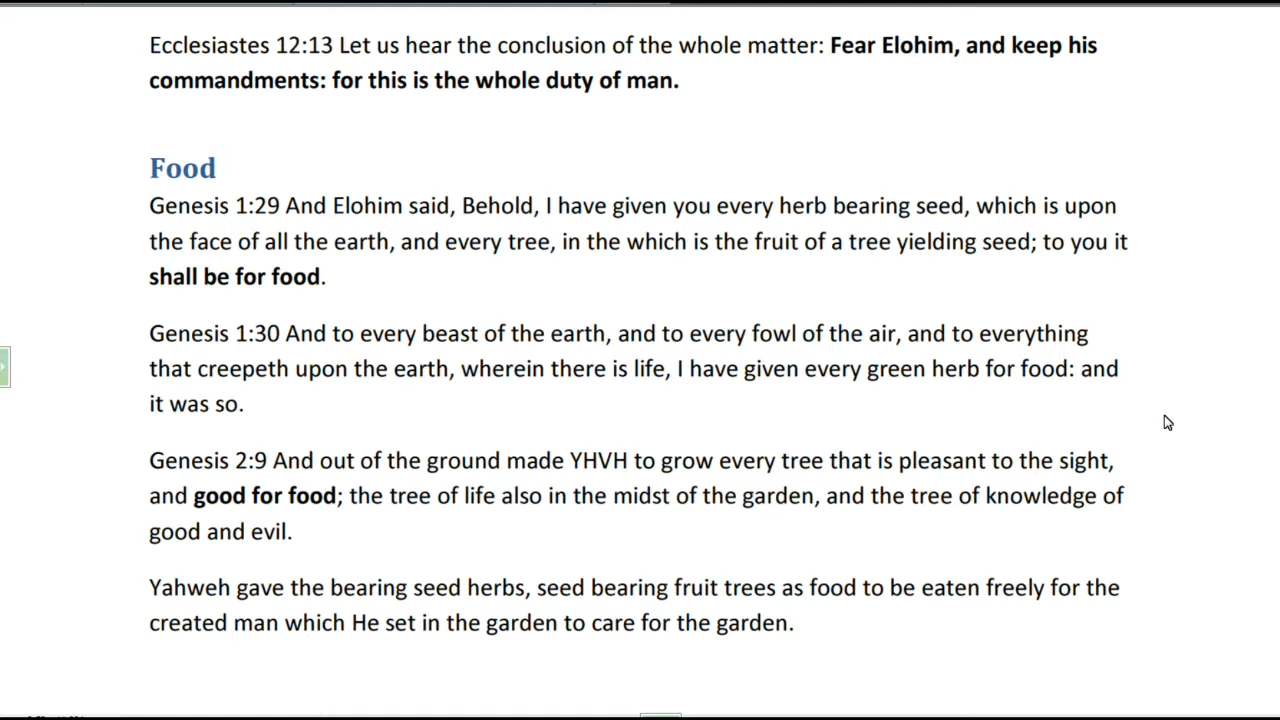 Ecclesiastes 12:13 Let us hear the conclusion of the whole matter: Fear Elohim, and keep his
commandments: for this is the whole duty of man.
Food
Genesis 1:29 And Elohim said, Behold, I have given you every herb bearing seed, which is upon
the face of all the earth, and every tree, in the which is the fruit of a tree yielding seed; to you it
shall be for food.
Genesis 1:30 And to every beast of the earth, and to every fowl of the air, and to everything
that creepeth upon the earth, wherein there is life, I have given every green herb for food: and
it was so.
Genesis 2:9 And out of the ground made YHVH to grow every tree that is pleasant to the sight,
and good for food; the tree of life also in the midst of the garden, and the tree of knowledge of
good and evil.
Yahweh gave the bearing seed herbs, seed bearing fruit trees as food to be eaten freely for the
created man which He set in the garden to care for the garden.